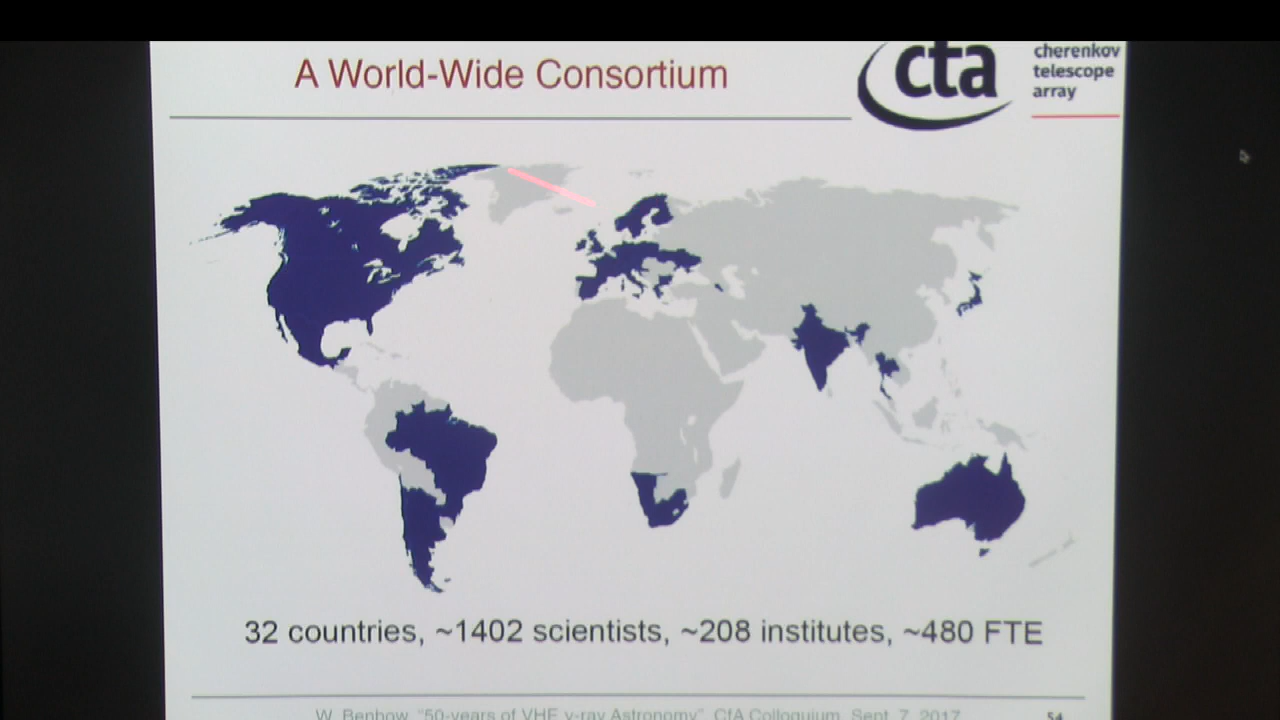 A World-Wide Consortium
cta
cherenkov
telescope
array
32 countries, ~1402 scientists, ~208 institutes, ~480 FTE
W. Benbow, "50-years of VHE γ-ray Astronomy", CfA Colloquium, Sept. 7, 2017
54